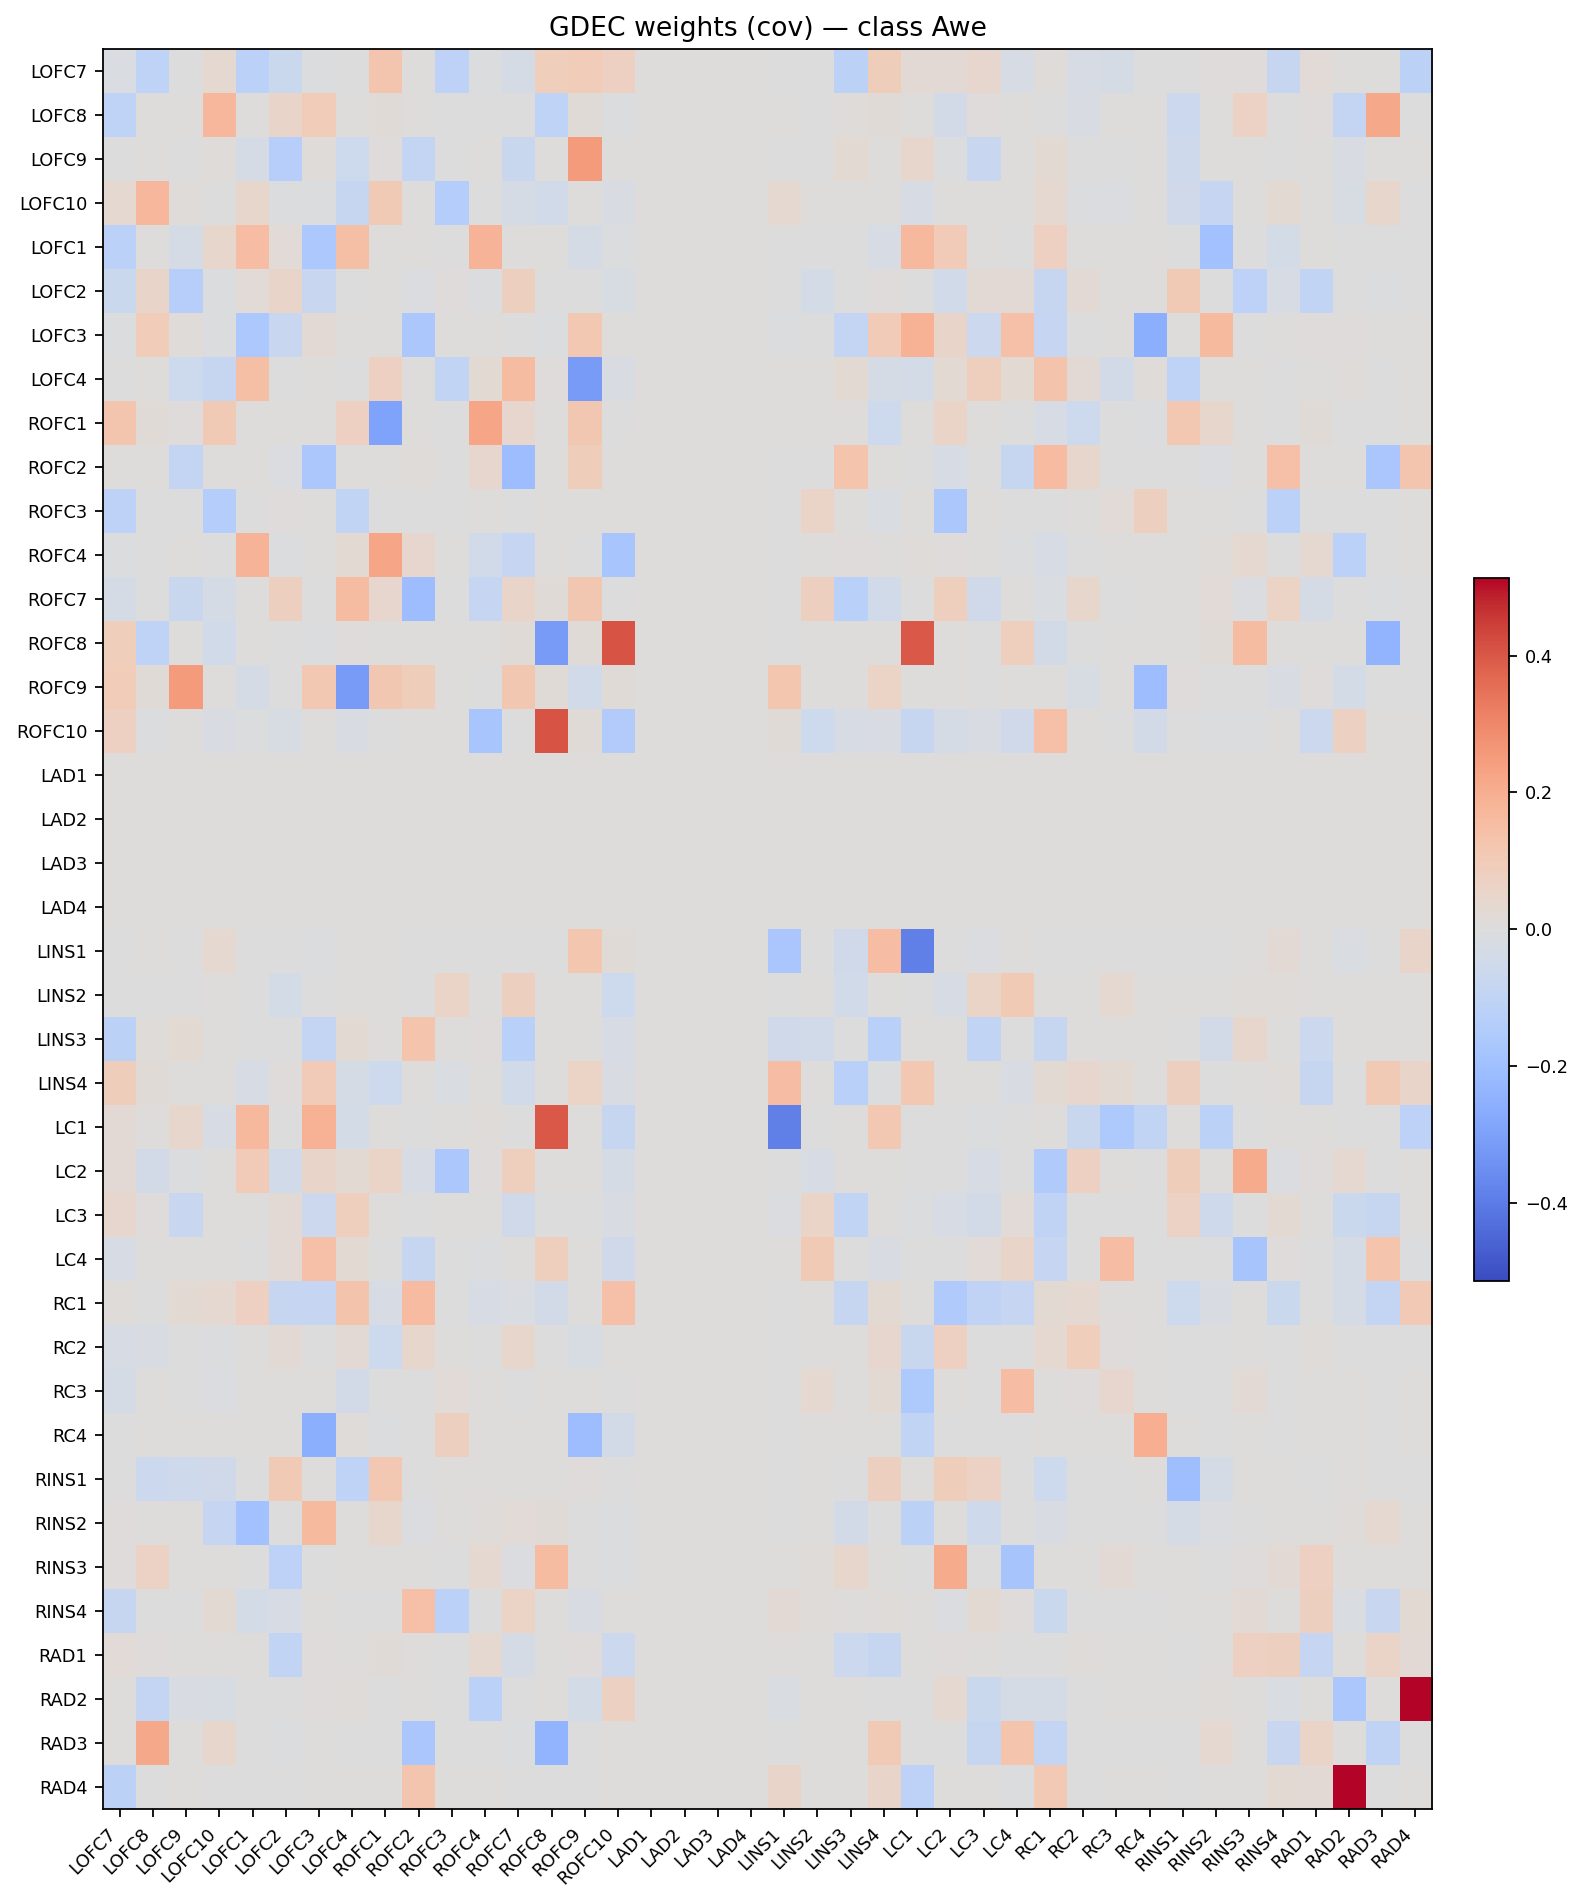 GDEC weights (cov) — class Awe
LOFC7
LOFC8
LOFC9
LOFC10
LOFC1
LOFC2
LOFC3
LOFC4
ROFC1
ROFC2
ROFC3
ROFC4
ROFC7
ROFC8
ROFC9
ROFC10
LAD1
LAD2
LAD3
LAD4
LINS1
LINS2
LINS3
LINS4
LC1
LC2
LC3
LC4
RC1
RC2
RC3
RC4
RINS1
RINS2
RINS3
RINS4
RAD1
RAD2
RAD3
RAD4
LOFC7 LOFC8 LOFC9 LOFC10 LOFC1 LOFC2 LOFC3 LOFC4 ROFC1 ROFC2 ROFC3 ROFC4 ROFC7 ROFC8 ROFC9 ROFC10 LAD1 LAD2 LAD3 LAD4 LINS1 LINS2 LINS3 LINS4 LC1 LC2 LC3 LC4 RC1 RC2 RC3 RC4 RINS1 RINS2 RINS3 RINS4 RAD1 RAD2 RAD3 RAD4
0.4
0.2
0.0
−0.2
−0.4